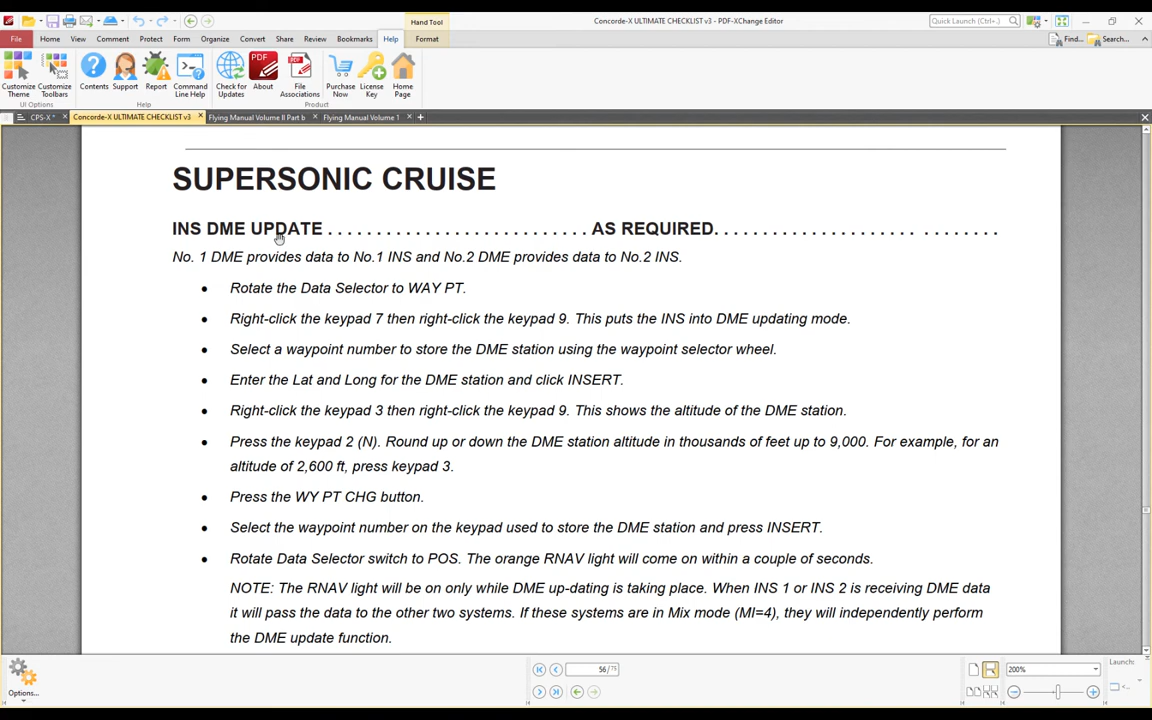 Hand Tool
Concorde-X ULTIMATE CHECKLIST v3 - PDF-XChange Editor
Quick Launch (Ctrl+.)
File Home View Comment Protect Form Organize Convert Share Review Bookmarks Help Format
Find... Search...
Customize Theme
Customize Toolbars
Contents
Support
Report
Command Line Help
Check for Updates
About
File Associations
Purchase Now
License Key
Home Page
UI Options Help Product
CPS-X * Concorde-X ULTIMATE CHECKLIST v3 Flying Manual Volume II Part b Flying Manual Volume 1
SUPERSONIC CRUISE
INS DME UPDATE . . . . . . . . . . . . . . . . . . . . . . . . . . . AS REQUIRED. . . . . . . . . . . . . . . . . . . . . . . . . . . . .
No. 1 DME provides data to No.1 INS and No.2 DME provides data to No.2 INS.
• Rotate the Data Selector to WAY PT.
• Right-click the keypad 7 then right-click the keypad 9. This puts the INS into DME updating mode.
• Select a waypoint number to store the DME station using the waypoint selector wheel.
• Enter the Lat and Long for the DME station and click INSERT.
• Right-click the keypad 3 then right-click the keypad 9. This shows the altitude of the DME station.
• Press the keypad 2 (N). Round up or down the DME station altitude in thousands of feet up to 9,000. For example, for an
altitude of 2,600 ft, press keypad 3.
• Press the WY PT CHG button.
• Select the waypoint number on the keypad used to store the DME station and press INSERT.
• Rotate Data Selector switch to POS. The orange RNAV light will come on within a couple of seconds.
NOTE: The RNAV light will be on only while DME up-dating is taking place. When INS 1 or INS 2 is receiving DME data
it will pass the data to the other two systems. If these systems are in Mix mode (MI=4), they will independently perform
the DME update function.
Options...
56
200%
Launch: